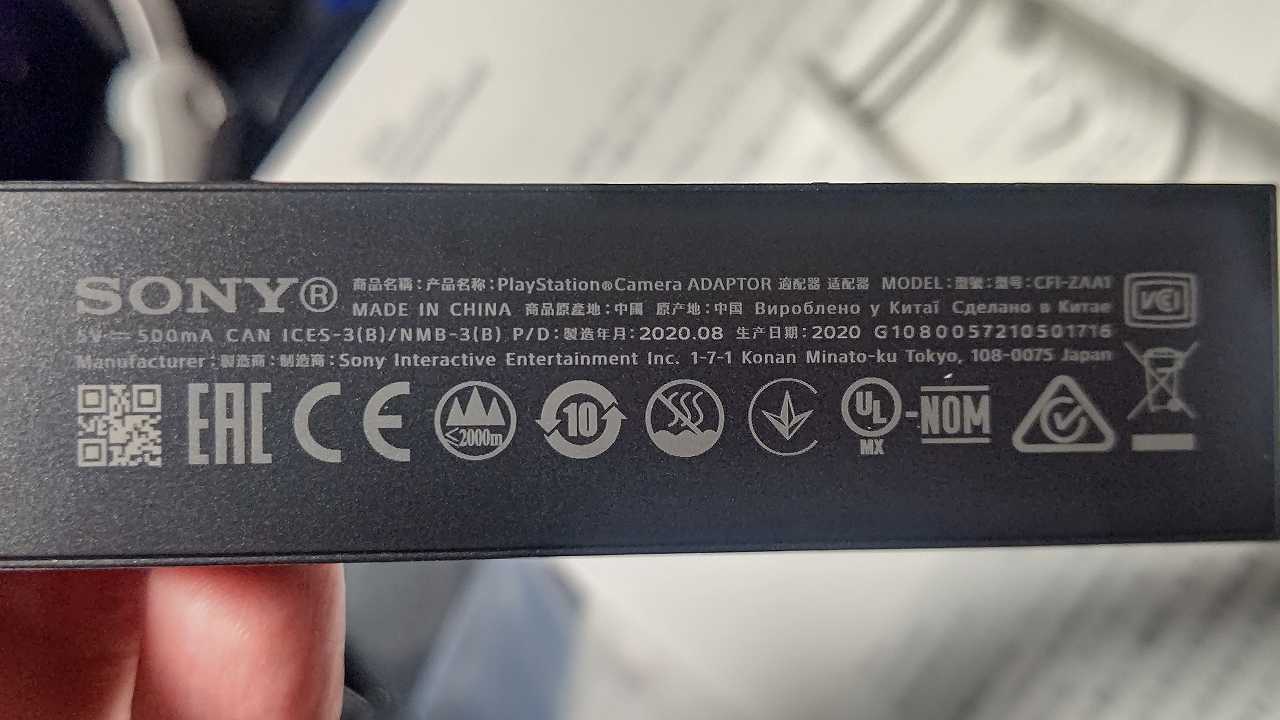 SONY®
商品名稱：产品名称：PlayStation®Camera ADAPTOR 適配器 适配器 MODEL：型號：型号：CFI-ZAA1
MADE IN CHINA 商品原產地：中國 原产地：中国 Вироблено у Китаї Сделано в Китае
5V⎓ 500mA CAN ICES-3(B)/NMB-3(B) P/D：製造年月：2020.08 生产日期：2020 G1080057210501716
Manufacturer：製造商：制造商：Sony Interactive Entertainment Inc. 1-7-1 Konan Minato-ku Tokyo, 108-0075 Japan
VCI
EAC CE ≤2000m 10 UL MX -NOM